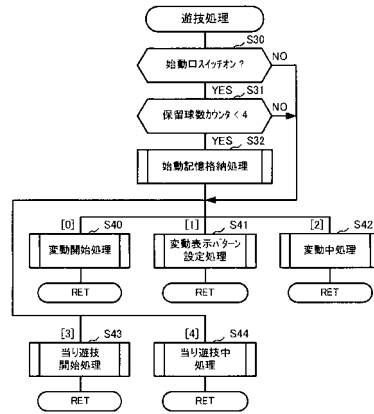 遊技処理
S30
始動口スイッチオン？
NO
YES
S31
保留球数カウンタ<4
NO
YES
S32
始動記憶格納処理
[0]
S40
変動開始処理
RET
[1]
S41
変動表示パターン
設定処理
RET
[2]
S42
変動中処理
RET
[3]
S43
当り遊技
開始処理
RET
[4]
S44
当り遊技中
処理
RET